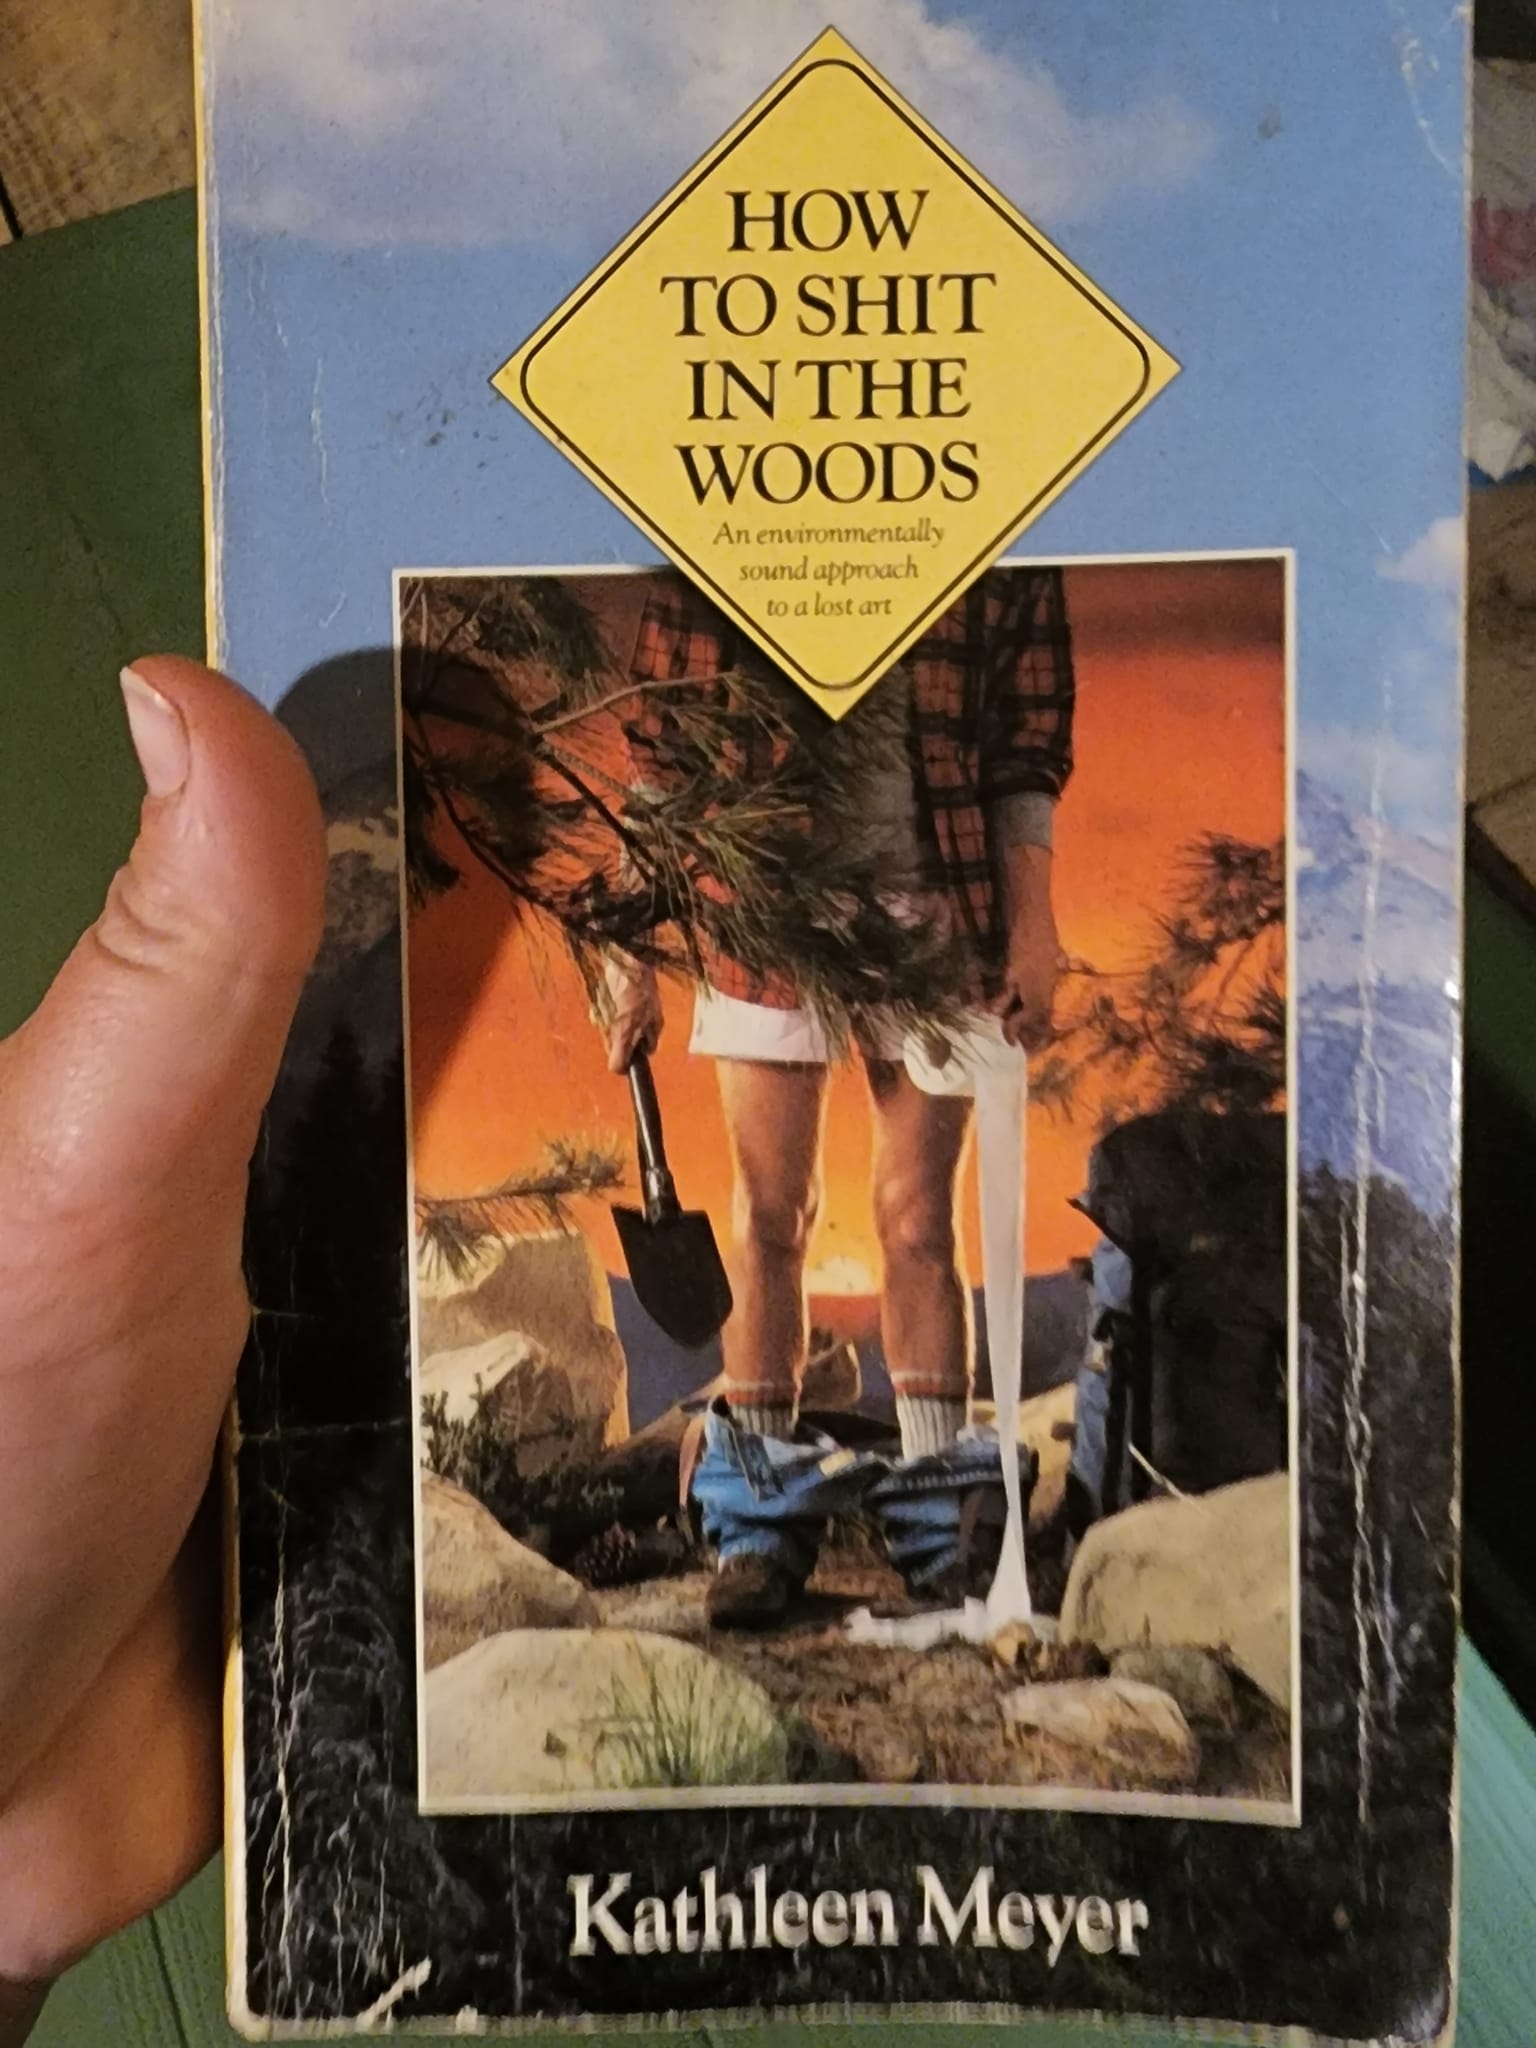 HOW
TO SHIT
IN THE
WOODS
An environmentally
sound approach
to a lost art
Kathleen Meyer